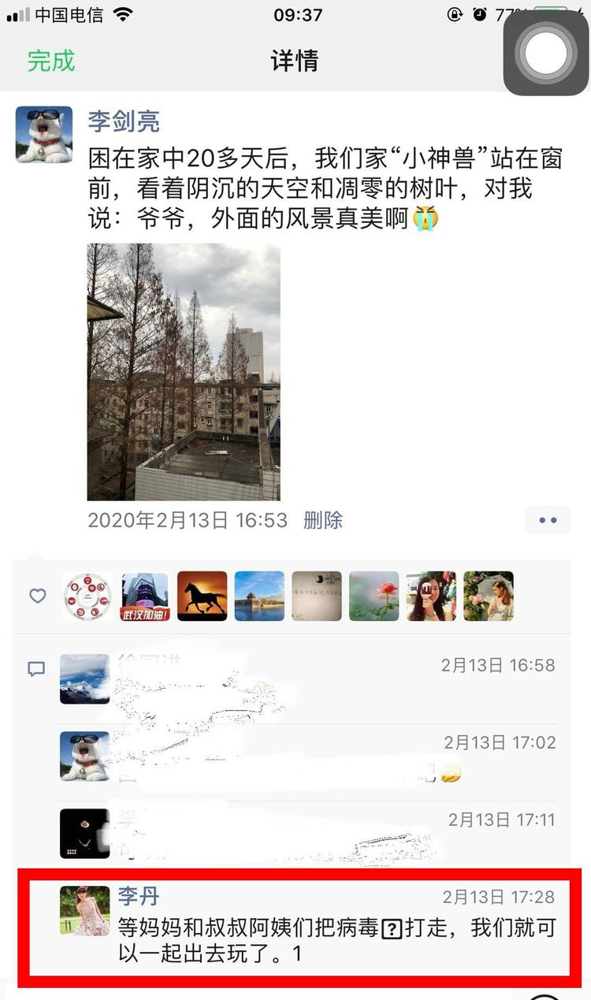 中国电信 09:37 77%
完成 详情
李剑亮
困在家中20多天后，我们家“小神兽”站在窗
前，看着阴沉的天空和凋零的树叶，对我
说：爷爷，外面的风景真美啊😭
2020年2月13日 16:53 删除
武汉加油!
2月13日 16:58
2月13日 17:02
吧
李
2月13日 17:11
李丹 2月13日 17:28
等妈妈和叔叔阿姨们把病毒⍰打走，我们就可
以一起出去玩了。1